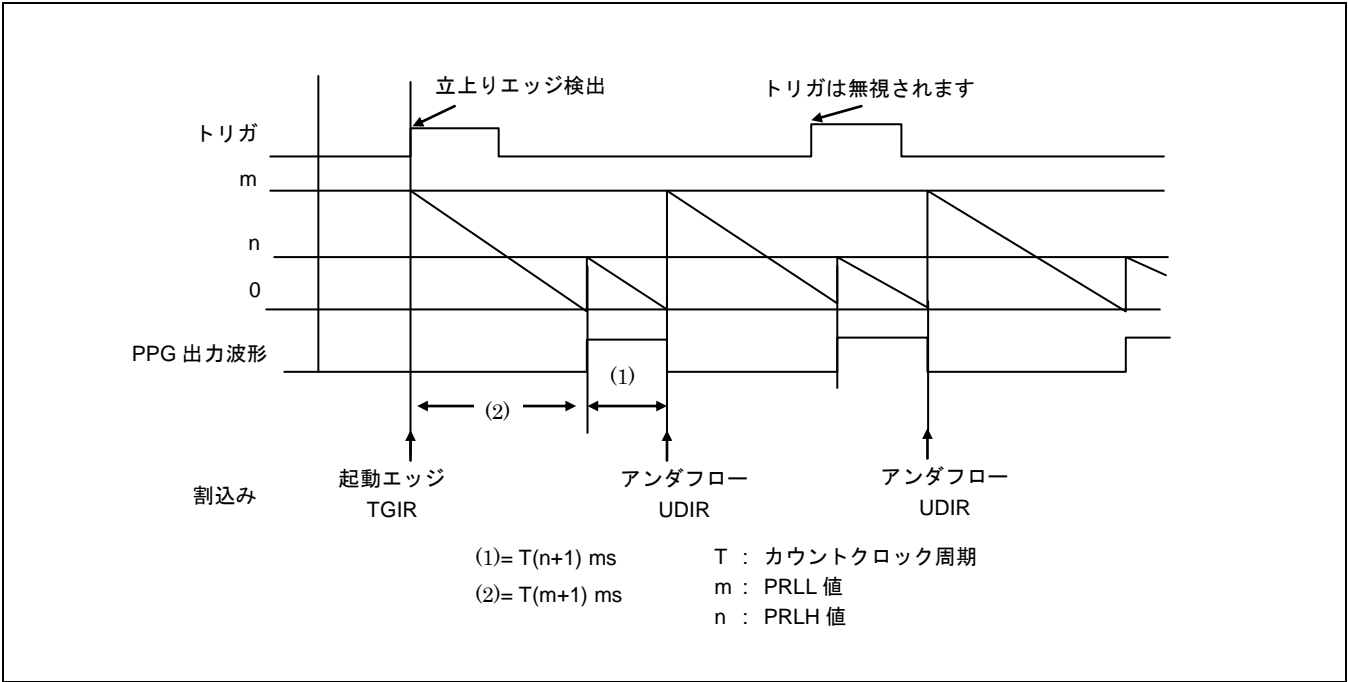 立上りエッジ検出
トリガは無視されます
トリガ
m
n
0
PPG 出力波形
(1)
(2)
割込み
起動エッジ
TGIR
アンダフロー
UDIR
アンダフロー
UDIR
(1)= T(n+1) ms
(2)= T(m+1) ms
T : カウントクロック周期
m : PRLL 値
n : PRLH 値